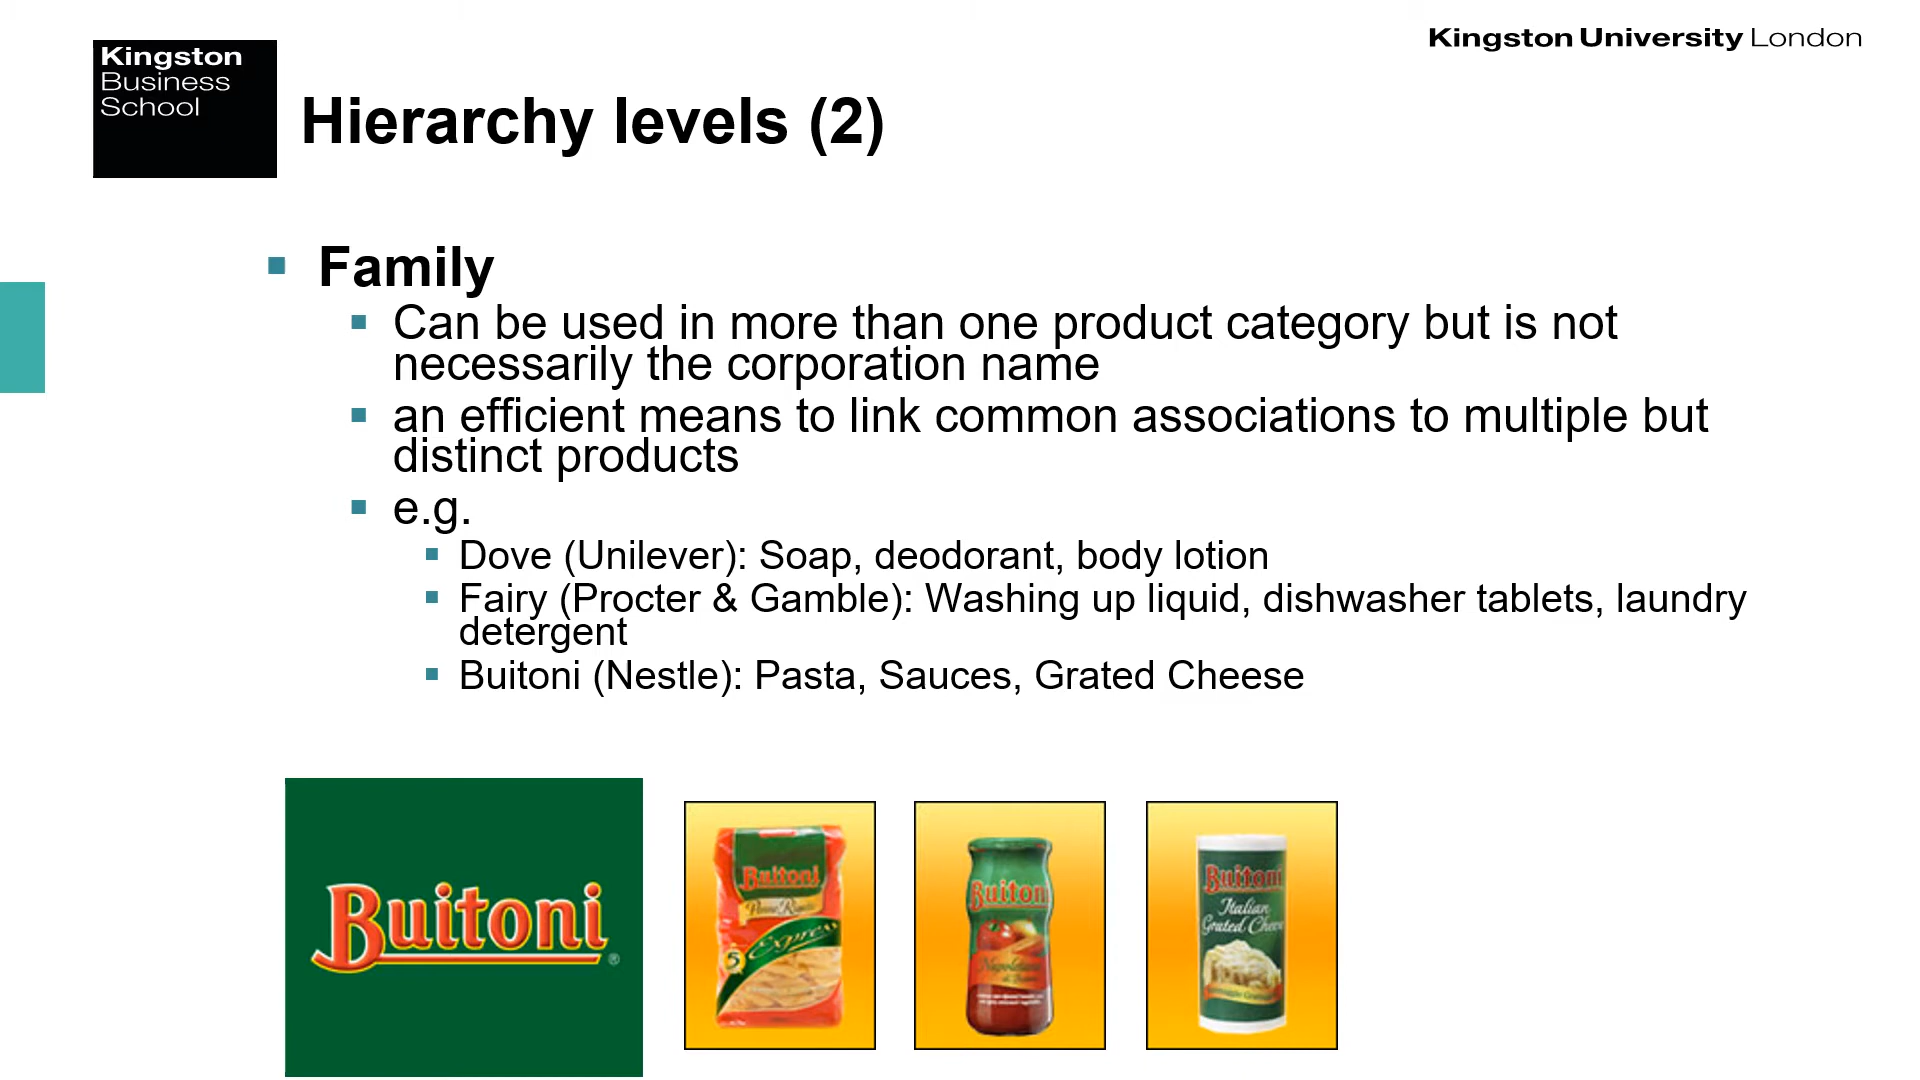 Kingston University London
Kingston
Business
School
Hierarchy levels (2)
Family
Can be used in more than one product category but is not
necessarily the corporation name
an efficient means to link common associations to multiple but
distinct products
e.g.
Dove (Unilever): Soap, deodorant, body lotion
Fairy (Procter & Gamble): Washing up liquid, dishwasher tablets, laundry
detergent
Buitoni (Nestle): Pasta, Sauces, Grated Cheese
Buitoni®
Buitoni
Express
5
Buitoni
Buitoni
Italian
Grated Cheese